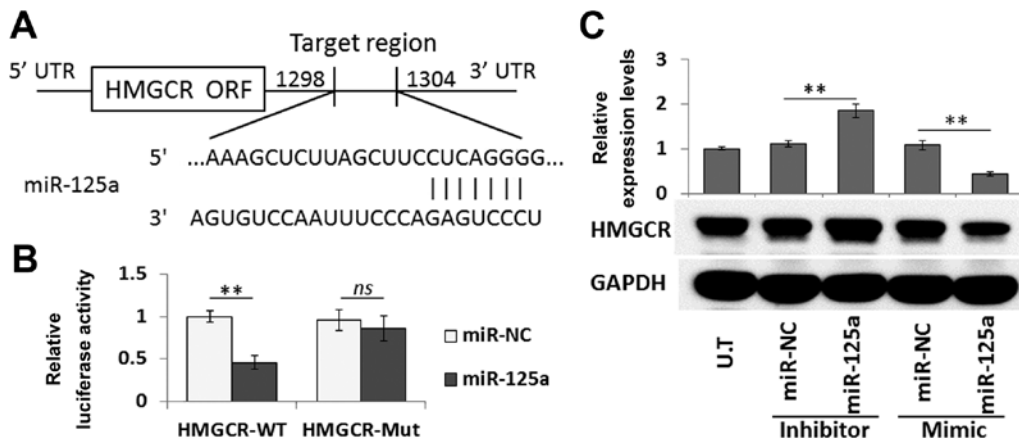 A
Target region
5' UTR
HMGCR ORF
1298
1304
3' UTR
5' ...AAAGCUCUUAGCUUCCUCAGGGG...
miR-125a
3' AGUGUCCAAUUUCCCAGAGUCCCU
B
Relative
luciferase activity
1.5
1
0.5
0
**
ns
HMGCR-WT
HMGCR-Mut
miR-NC
miR-125a
C
Relative
expression levels
3
2
1
0
**
**
HMGCR
GAPDH
U.T
miR-NC
miR-125a
miR-NC
miR-125a
Inhibitor
Mimic